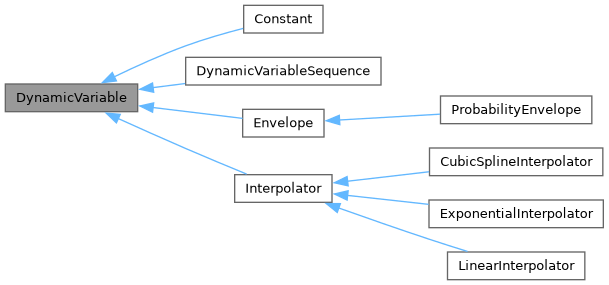 Constant
DynamicVariableSequence
DynamicVariable
ProbabilityEnvelope
Envelope
CubicSplineInterpolator
Interpolator
ExponentialInterpolator
LinearInterpolator